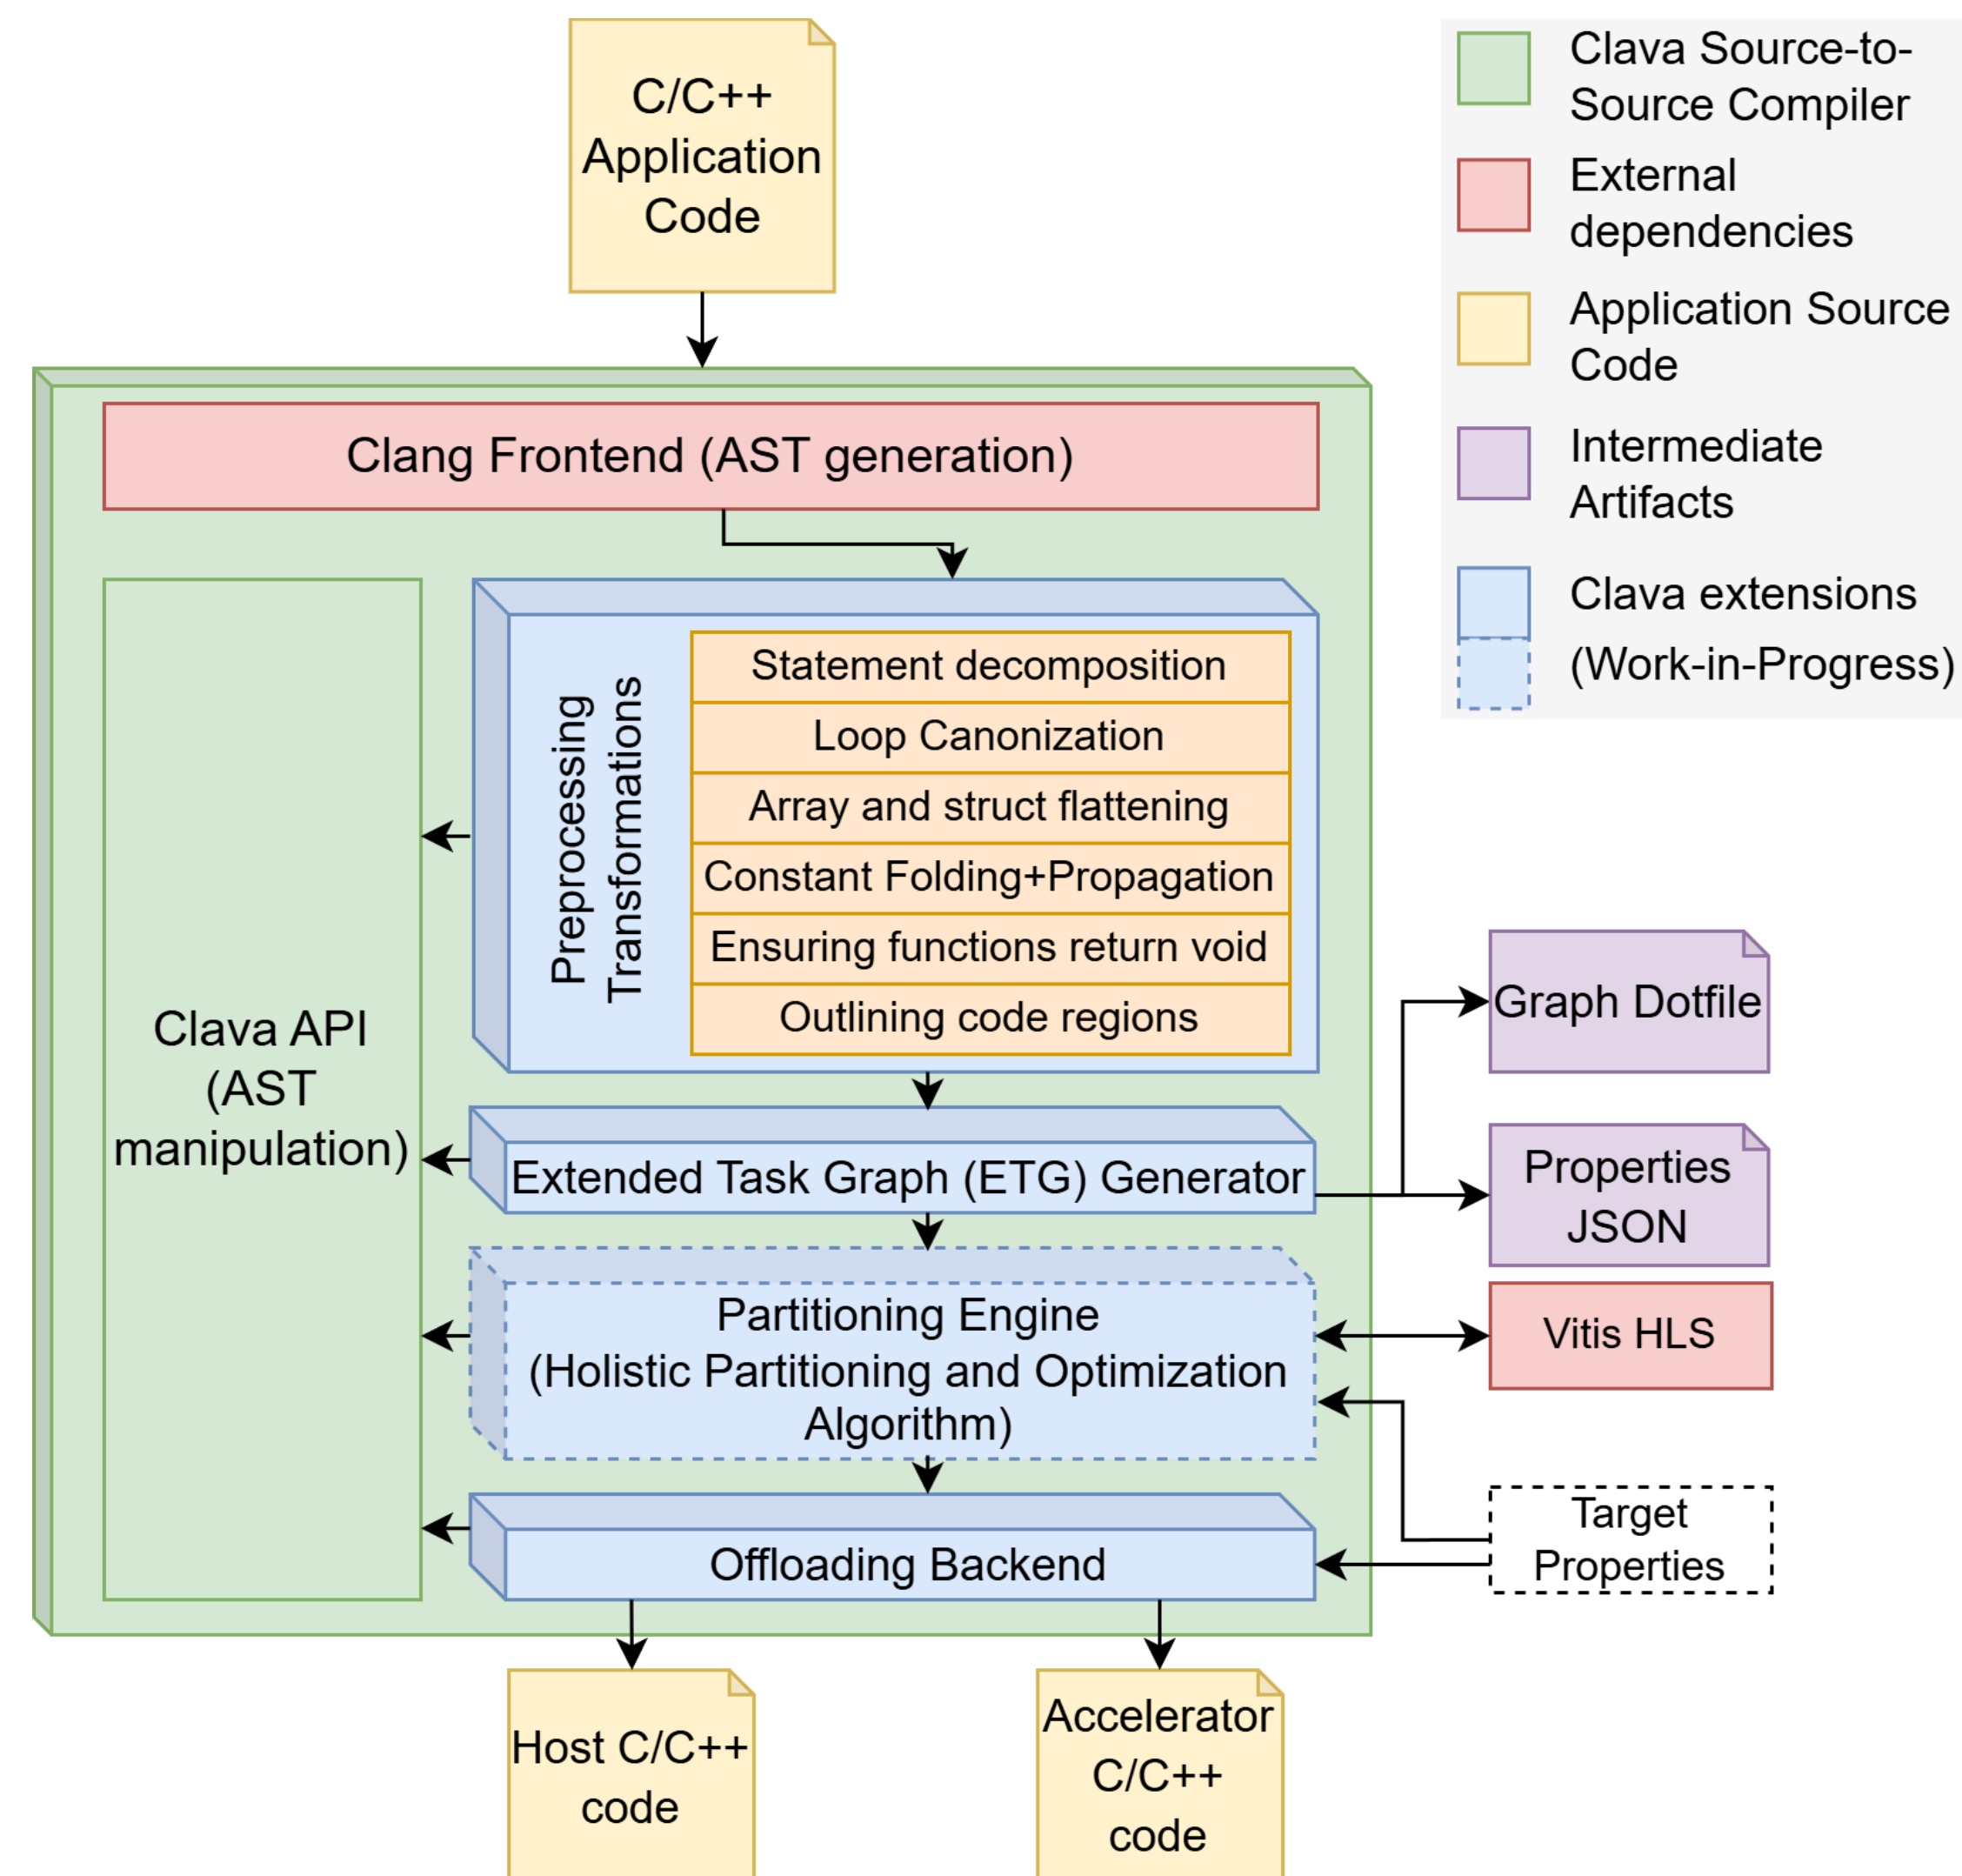 C/C++
Application
Code
Clava Source-to-
Source Compiler
External
dependencies
Application Source
Code
Intermediate
Artifacts
Clava extensions
(Work-in-Progress)
Clang Frontend (AST generation)
Preprocessing
Transformations
Statement decomposition
Loop Canonization
Array and struct flattening
Constant Folding+Propagation
Ensuring functions return void
Outlining code regions
Clava API
(AST
manipulation)
Extended Task Graph (ETG) Generator
Graph Dotfile
Properties
JSON
Partitioning Engine
(Holistic Partitioning and Optimization
Algorithm)
Vitis HLS
Target
Properties
Offloading Backend
Host C/C++
code
Accelerator
C/C++
code